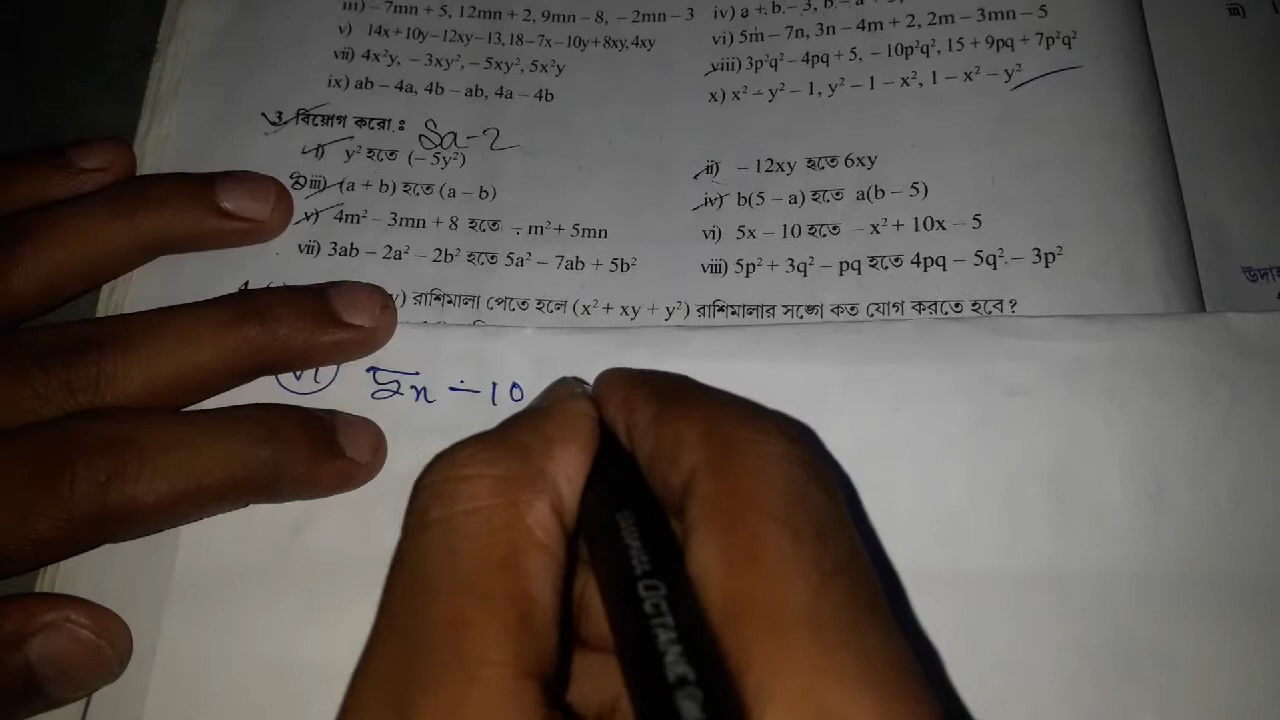 iii) – 7mn + 5, 12mn + 2, 9mn – 8, – 2mn – 3 iv) a + b – 3,
v) 14x + 10y – 12xy – 13, 18 – 7x – 10y + 8xy, 4xy vi) 5m – 7n, 3n – 4m + 2, 2m – 3mn – 5
vii) 4x²y, – 3xy², – 5xy², 5x²y viii) 3p²q² – 4pq + 5, – 10p²q², 15 + 9pq + 7p²q²
ix) ab – 4a, 4b – ab, 4a – 4b x) x² – y² – 1, y² – 1 – x², 1 – x² – y²
3. বিয়োগ করো : Sa-2
i) y² হতে (– 5y²) ii) – 12xy হতে 6xy
iii) (a + b) হতে (a – b) iv) b(5 – a) হতে a(b – 5)
v) 4m² – 3mn + 8 হতে – m² + 5mn vi) 5x – 10 হতে – x² + 10x – 5
vii) 3ab – 2a² – 2b² হতে 5a² – 7ab + 5b² viii) 5p² + 3q² – pq হতে 4pq – 5q² – 3p²
y) রাশিমালা পেতে হলে (x² + xy + y²) রাশিমালার সঙ্গে কত যোগ করতে হবে ?
vi 5x – 10
iii)
উদা
OCTANE